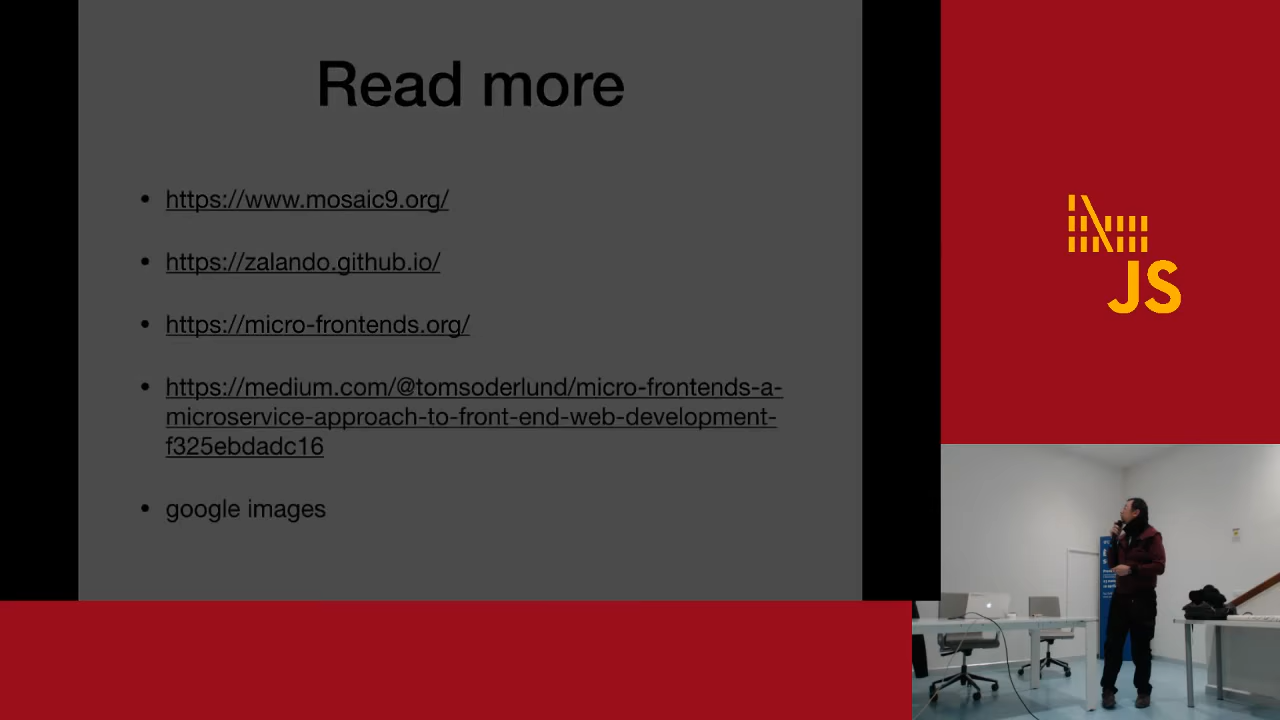 Read more
• https://www.mosaic9.org/
• https://zalando.github.io/
• https://micro-frontends.org/
• https://medium.com/@tomsoderlund/micro-frontends-a-
microservice-approach-to-front-end-web-development-
f325ebdadc16
• google images
JS